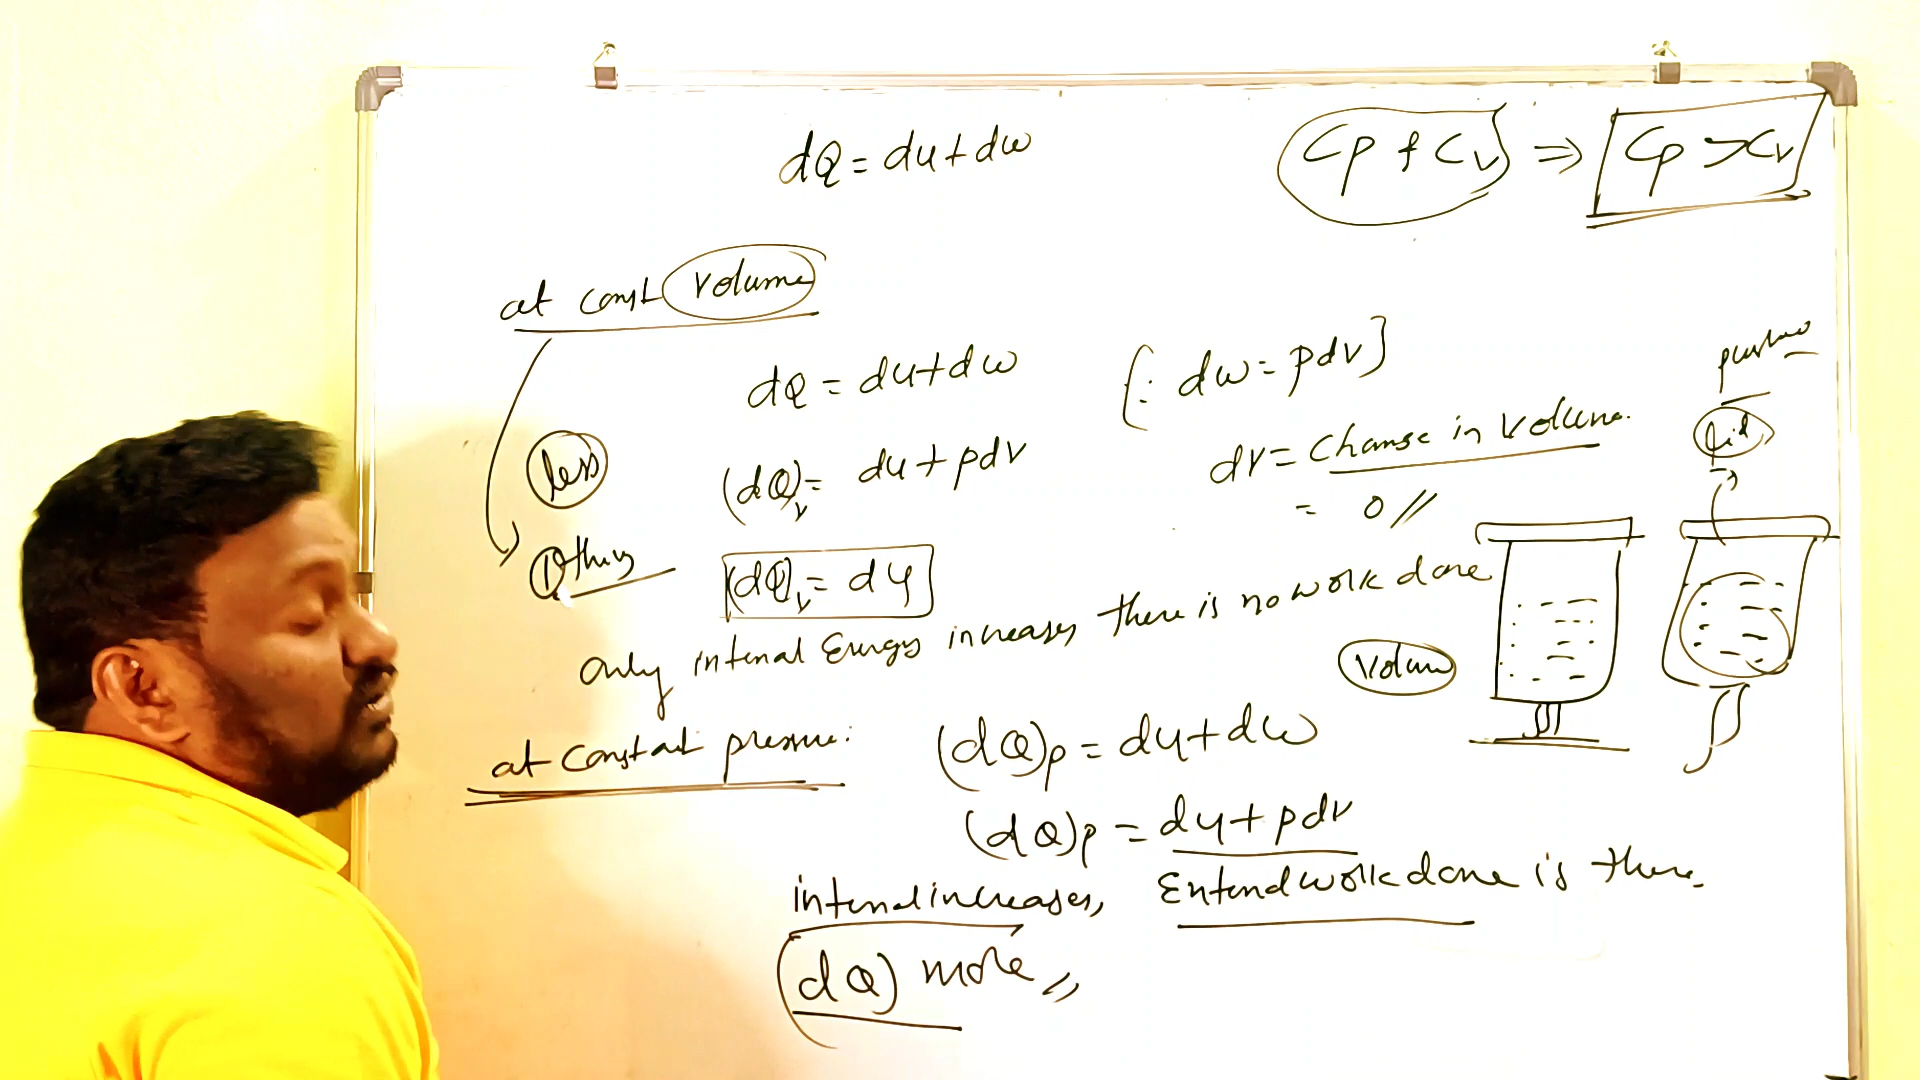 dQ = du + dw
Cp & Cv ⇒ Cp > Cv
at const volume
dQ = du + dw [∵ dw = pdv]
less
(dQ)v = du + pdv
dv = Change in volume.
= 0 //
lid
(dQ)v = du
only internal Energy increases, there is no work done
volume
at constant pressure:
(dQ)p = du + dw
(dQ)p = du + pdv
internal increases, External work done is there.
(dQ) more //